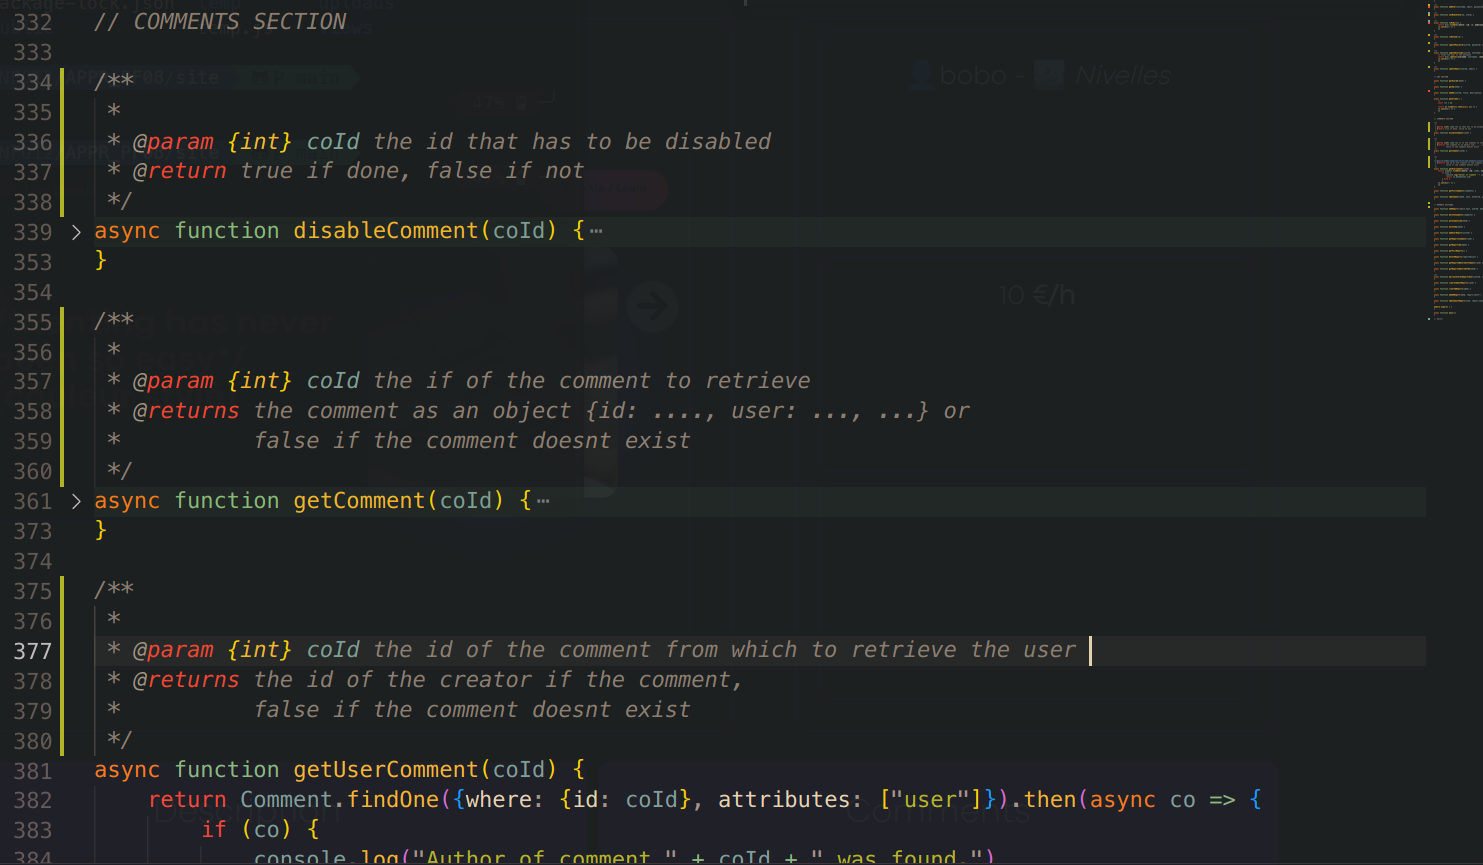 332 // COMMENTS SECTION
333
334 /**
335 *
336 * @param {int} coId the id that has to be disabled
337 * @return true if done, false if not
338 */
339 > async function disableComment(coId) {⋯
353 }
354
355 /**
356 *
357 * @param {int} coId the if of the comment to retrieve
358 * @returns the comment as an object {id: ...., user: ..., ...} or
359 *          false if the comment doesnt exist
360 */
361 > async function getComment(coId) {⋯
373 }
374
375 /**
376 *
377 * @param {int} coId the id of the comment from which to retrieve the user
378 * @returns the id of the creator if the comment,
379 *          false if the comment doesnt exist
380 */
381 async function getUserComment(coId) {
382     return Comment.findOne({where: {id: coId}, attributes: ["user"]}).then(async co => {
383         if (co) {
384             console.log("Author of comment " + coId + " was found.")
bobo - Nivelles
10 €/h
Description
Comments